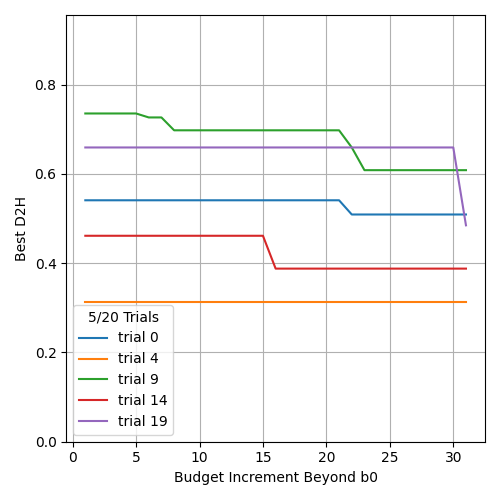 0.8
0.6
0.4
0.2
0.0
Best D2H
5/20 Trials
trial 0
trial 4
trial 9
trial 14
trial 19
0 5 10 15 20 25 30
Budget Increment Beyond b0